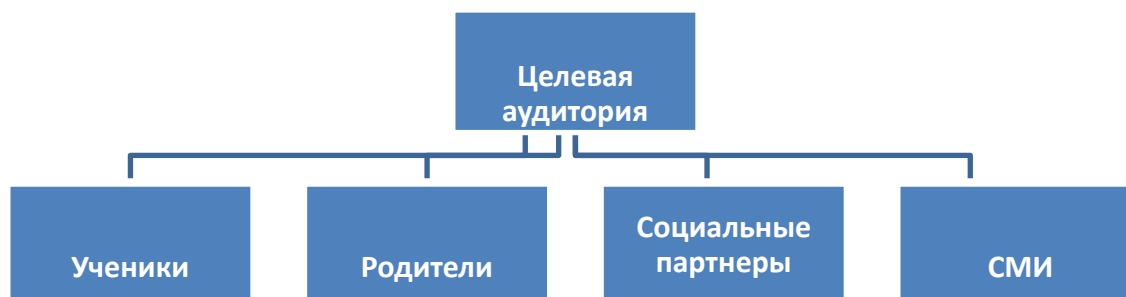 Целевая
аудитория
Ученики
Родители
Социальные
партнеры
СМИ